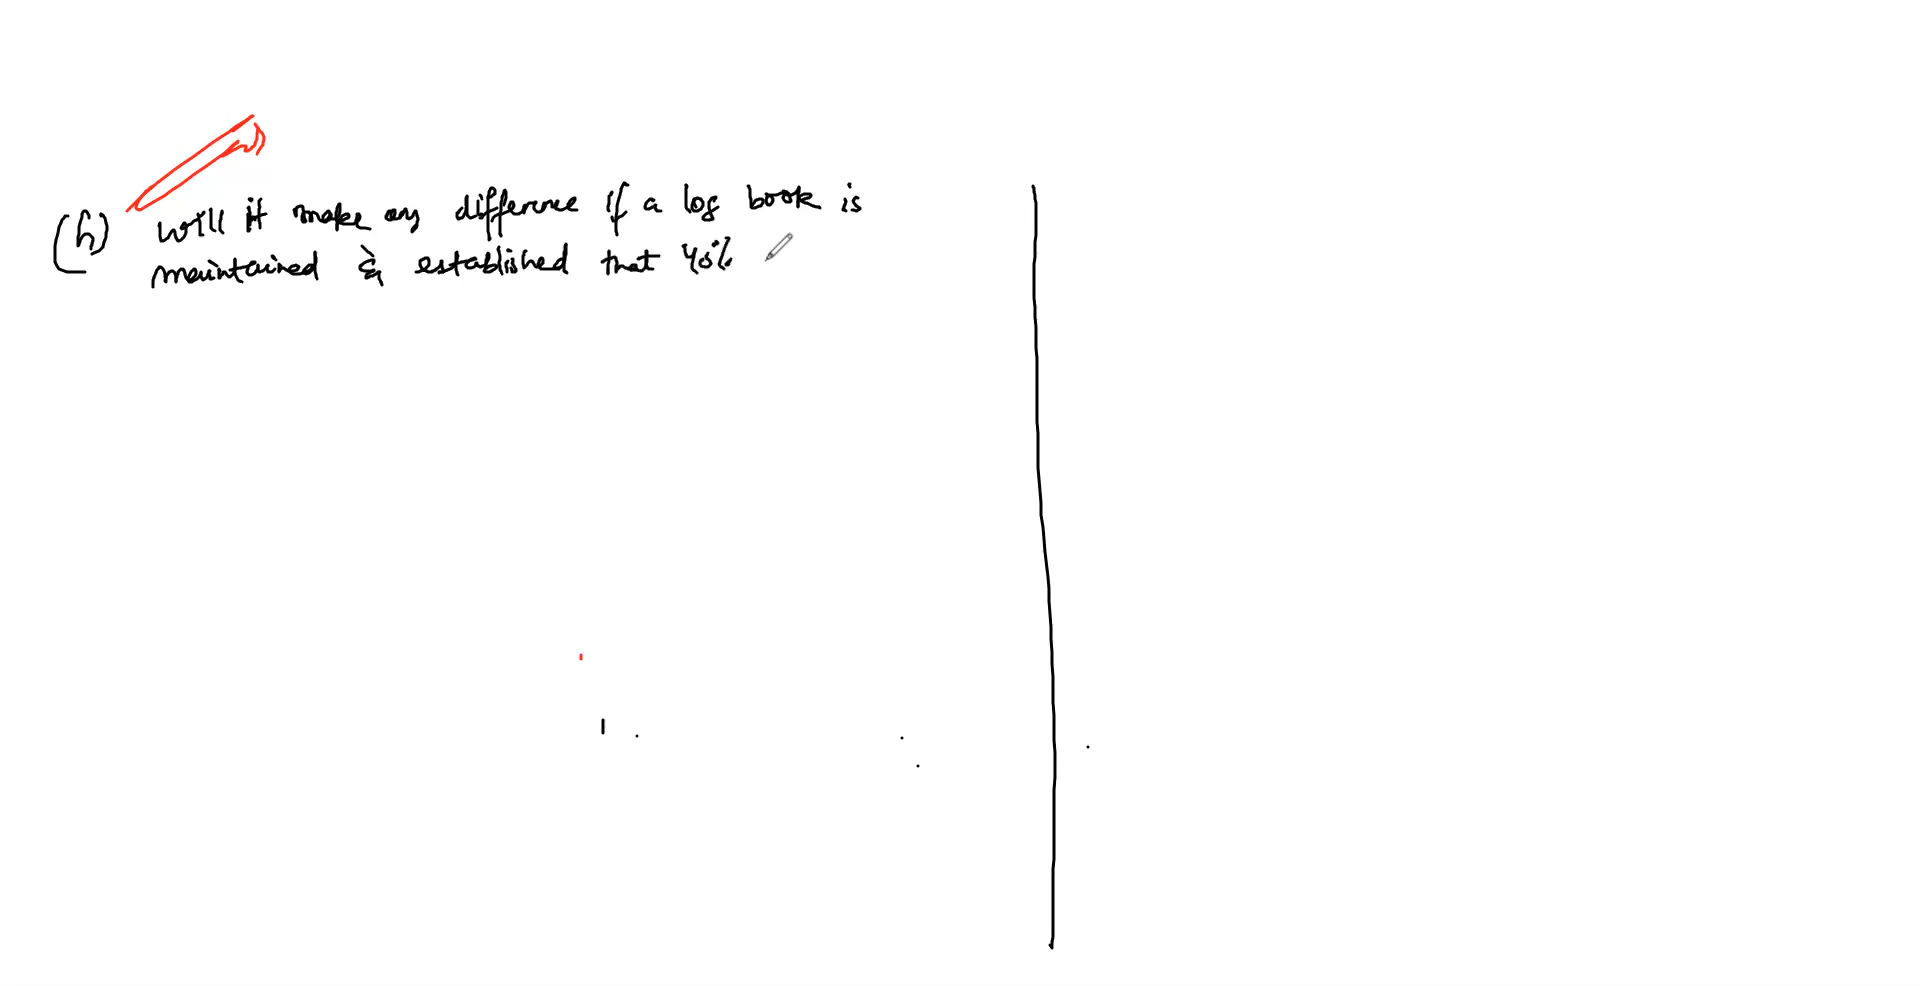 (h) will it make any difference if a log book is
maintained & established that 40%